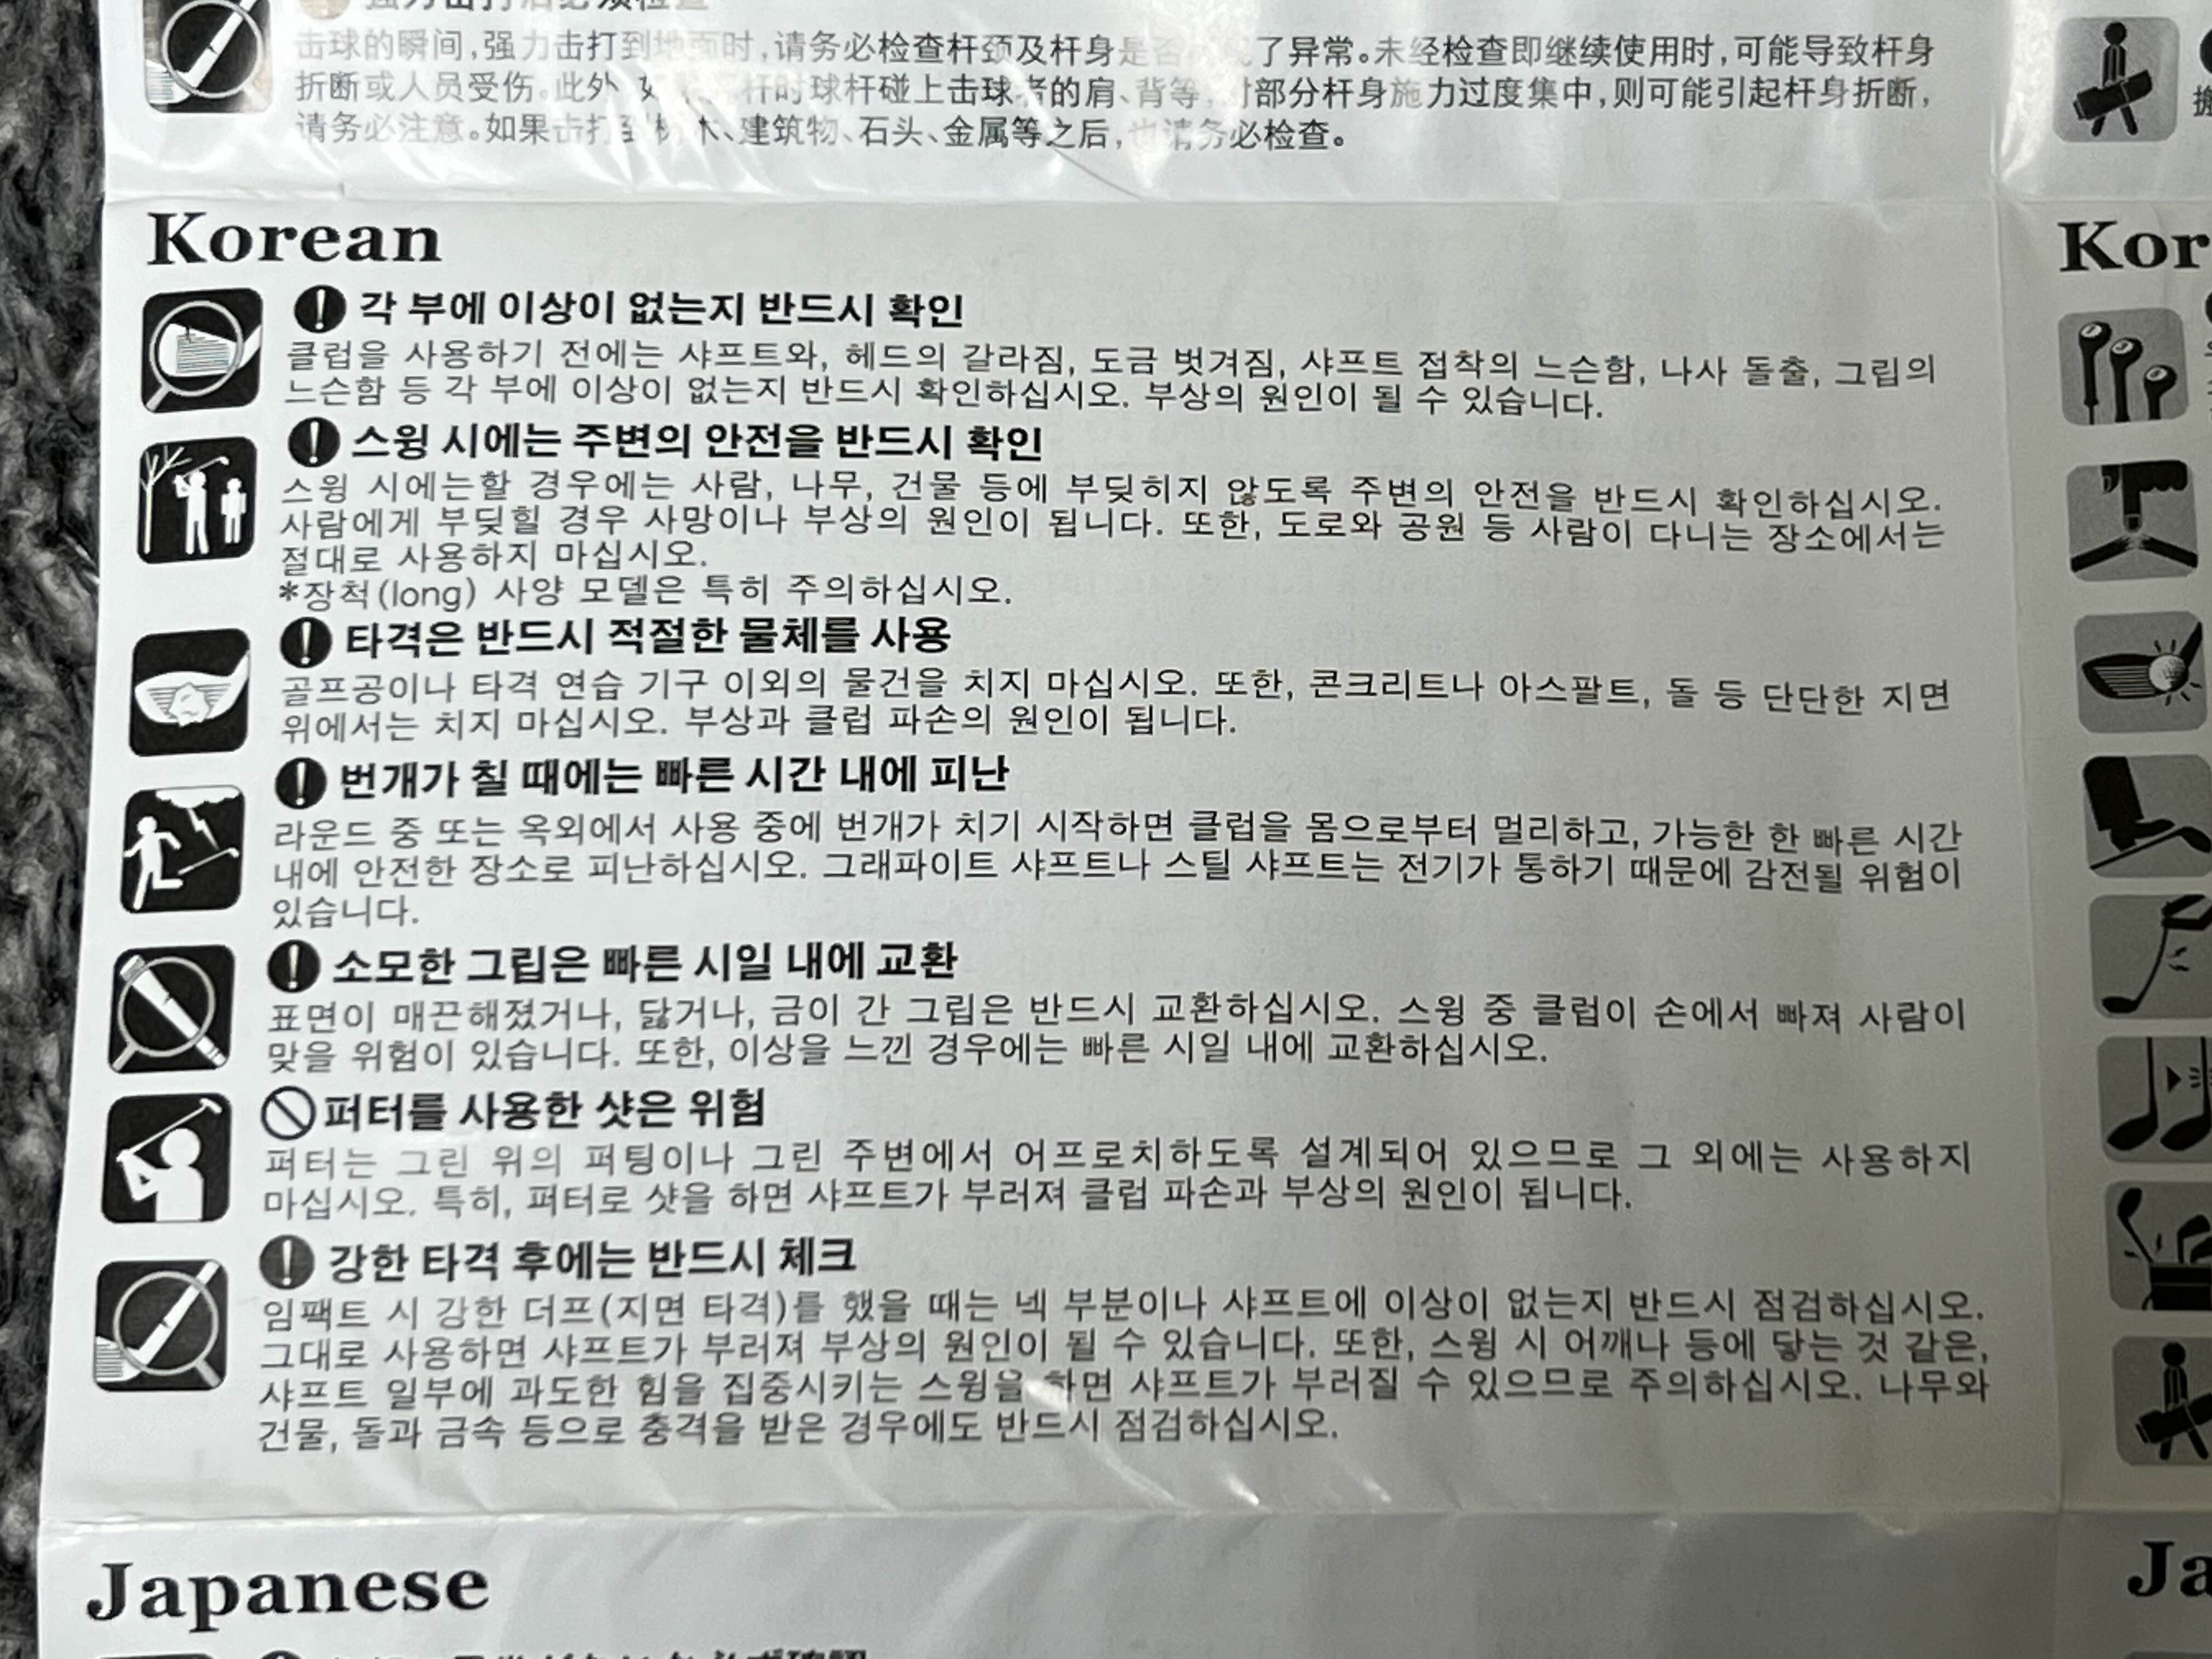 击球的瞬间,强力击打到地面时,请务必检查杆颈及杆身是否 了异常。未经检查即继续使用时,可能导致杆身
折断或人员受伤。此外 杆时球杆碰上击球者的肩、背等, 部分杆身施力过度集中,则可能引起杆身折断,
请务必注意。如果击打到树木、建筑物、石头、金属等之后,也请务必检查。
Korean
각 부에 이상이 없는지 반드시 확인
클럽을 사용하기 전에는 샤프트와, 헤드의 갈라짐, 도금 벗겨짐, 샤프트 접착의 느슨함, 나사 돌출, 그립의
느슨함 등 각 부에 이상이 없는지 반드시 확인하십시오. 부상의 원인이 될 수 있습니다.
스윙 시에는 주변의 안전을 반드시 확인
스윙 시에는할 경우에는 사람, 나무, 건물 등에 부딪히지 않도록 주변의 안전을 반드시 확인하십시오.
사람에게 부딪힐 경우 사망이나 부상의 원인이 됩니다. 또한, 도로와 공원 등 사람이 다니는 장소에서는
절대로 사용하지 마십시오.
*장척(long) 사양 모델은 특히 주의하십시오.
타격은 반드시 적절한 물체를 사용
골프공이나 타격 연습 기구 이외의 물건을 치지 마십시오. 또한, 콘크리트나 아스팔트, 돌 등 단단한 지면
위에서는 치지 마십시오. 부상과 클럽 파손의 원인이 됩니다.
번개가 칠 때에는 빠른 시간 내에 피난
라운드 중 또는 옥외에서 사용 중에 번개가 치기 시작하면 클럽을 몸으로부터 멀리하고, 가능한 한 빠른 시간
내에 안전한 장소로 피난하십시오. 그래파이트 샤프트나 스틸 샤프트는 전기가 통하기 때문에 감전될 위험이
있습니다.
소모한 그립은 빠른 시일 내에 교환
표면이 매끈해졌거나, 닳거나, 금이 간 그립은 반드시 교환하십시오. 스윙 중 클럽이 손에서 빠져 사람이
맞을 위험이 있습니다. 또한, 이상을 느낀 경우에는 빠른 시일 내에 교환하십시오.
퍼터를 사용한 샷은 위험
퍼터는 그린 위의 퍼팅이나 그린 주변에서 어프로치하도록 설계되어 있으므로 그 외에는 사용하지
마십시오. 특히, 퍼터로 샷을 하면 샤프트가 부러져 클럽 파손과 부상의 원인이 됩니다.
강한 타격 후에는 반드시 체크
임팩트 시 강한 더프(지면 타격)를 했을 때는 넥 부분이나 샤프트에 이상이 없는지 반드시 점검하십시오.
그대로 사용하면 샤프트가 부러져 부상의 원인이 될 수 있습니다. 또한, 스윙 시 어깨나 등에 닿는 것 같은,
샤프트 일부에 과도한 힘을 집중시키는 스윙을 하면 샤프트가 부러질 수 있으므로 주의하십시오. 나무와
건물, 돌과 금속 등으로 충격을 받은 경우에도 반드시 점검하십시오.
Japanese
Kor
Ja